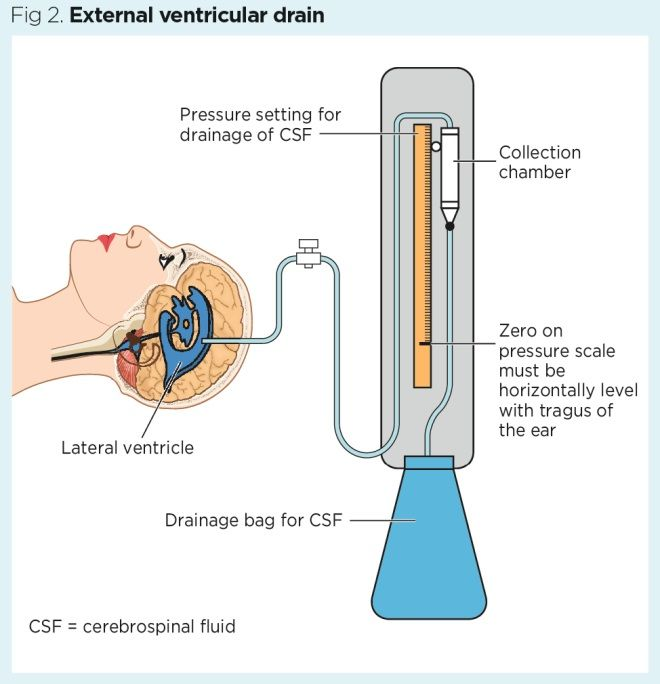 Fig 2. External ventricular drain
Pressure setting for
drainage of CSF
Collection
chamber
Zero on
pressure scale
must be
horizontally level
with tragus of
the ear
Lateral ventricle
Drainage bag for CSF
CSF = cerebrospinal fluid